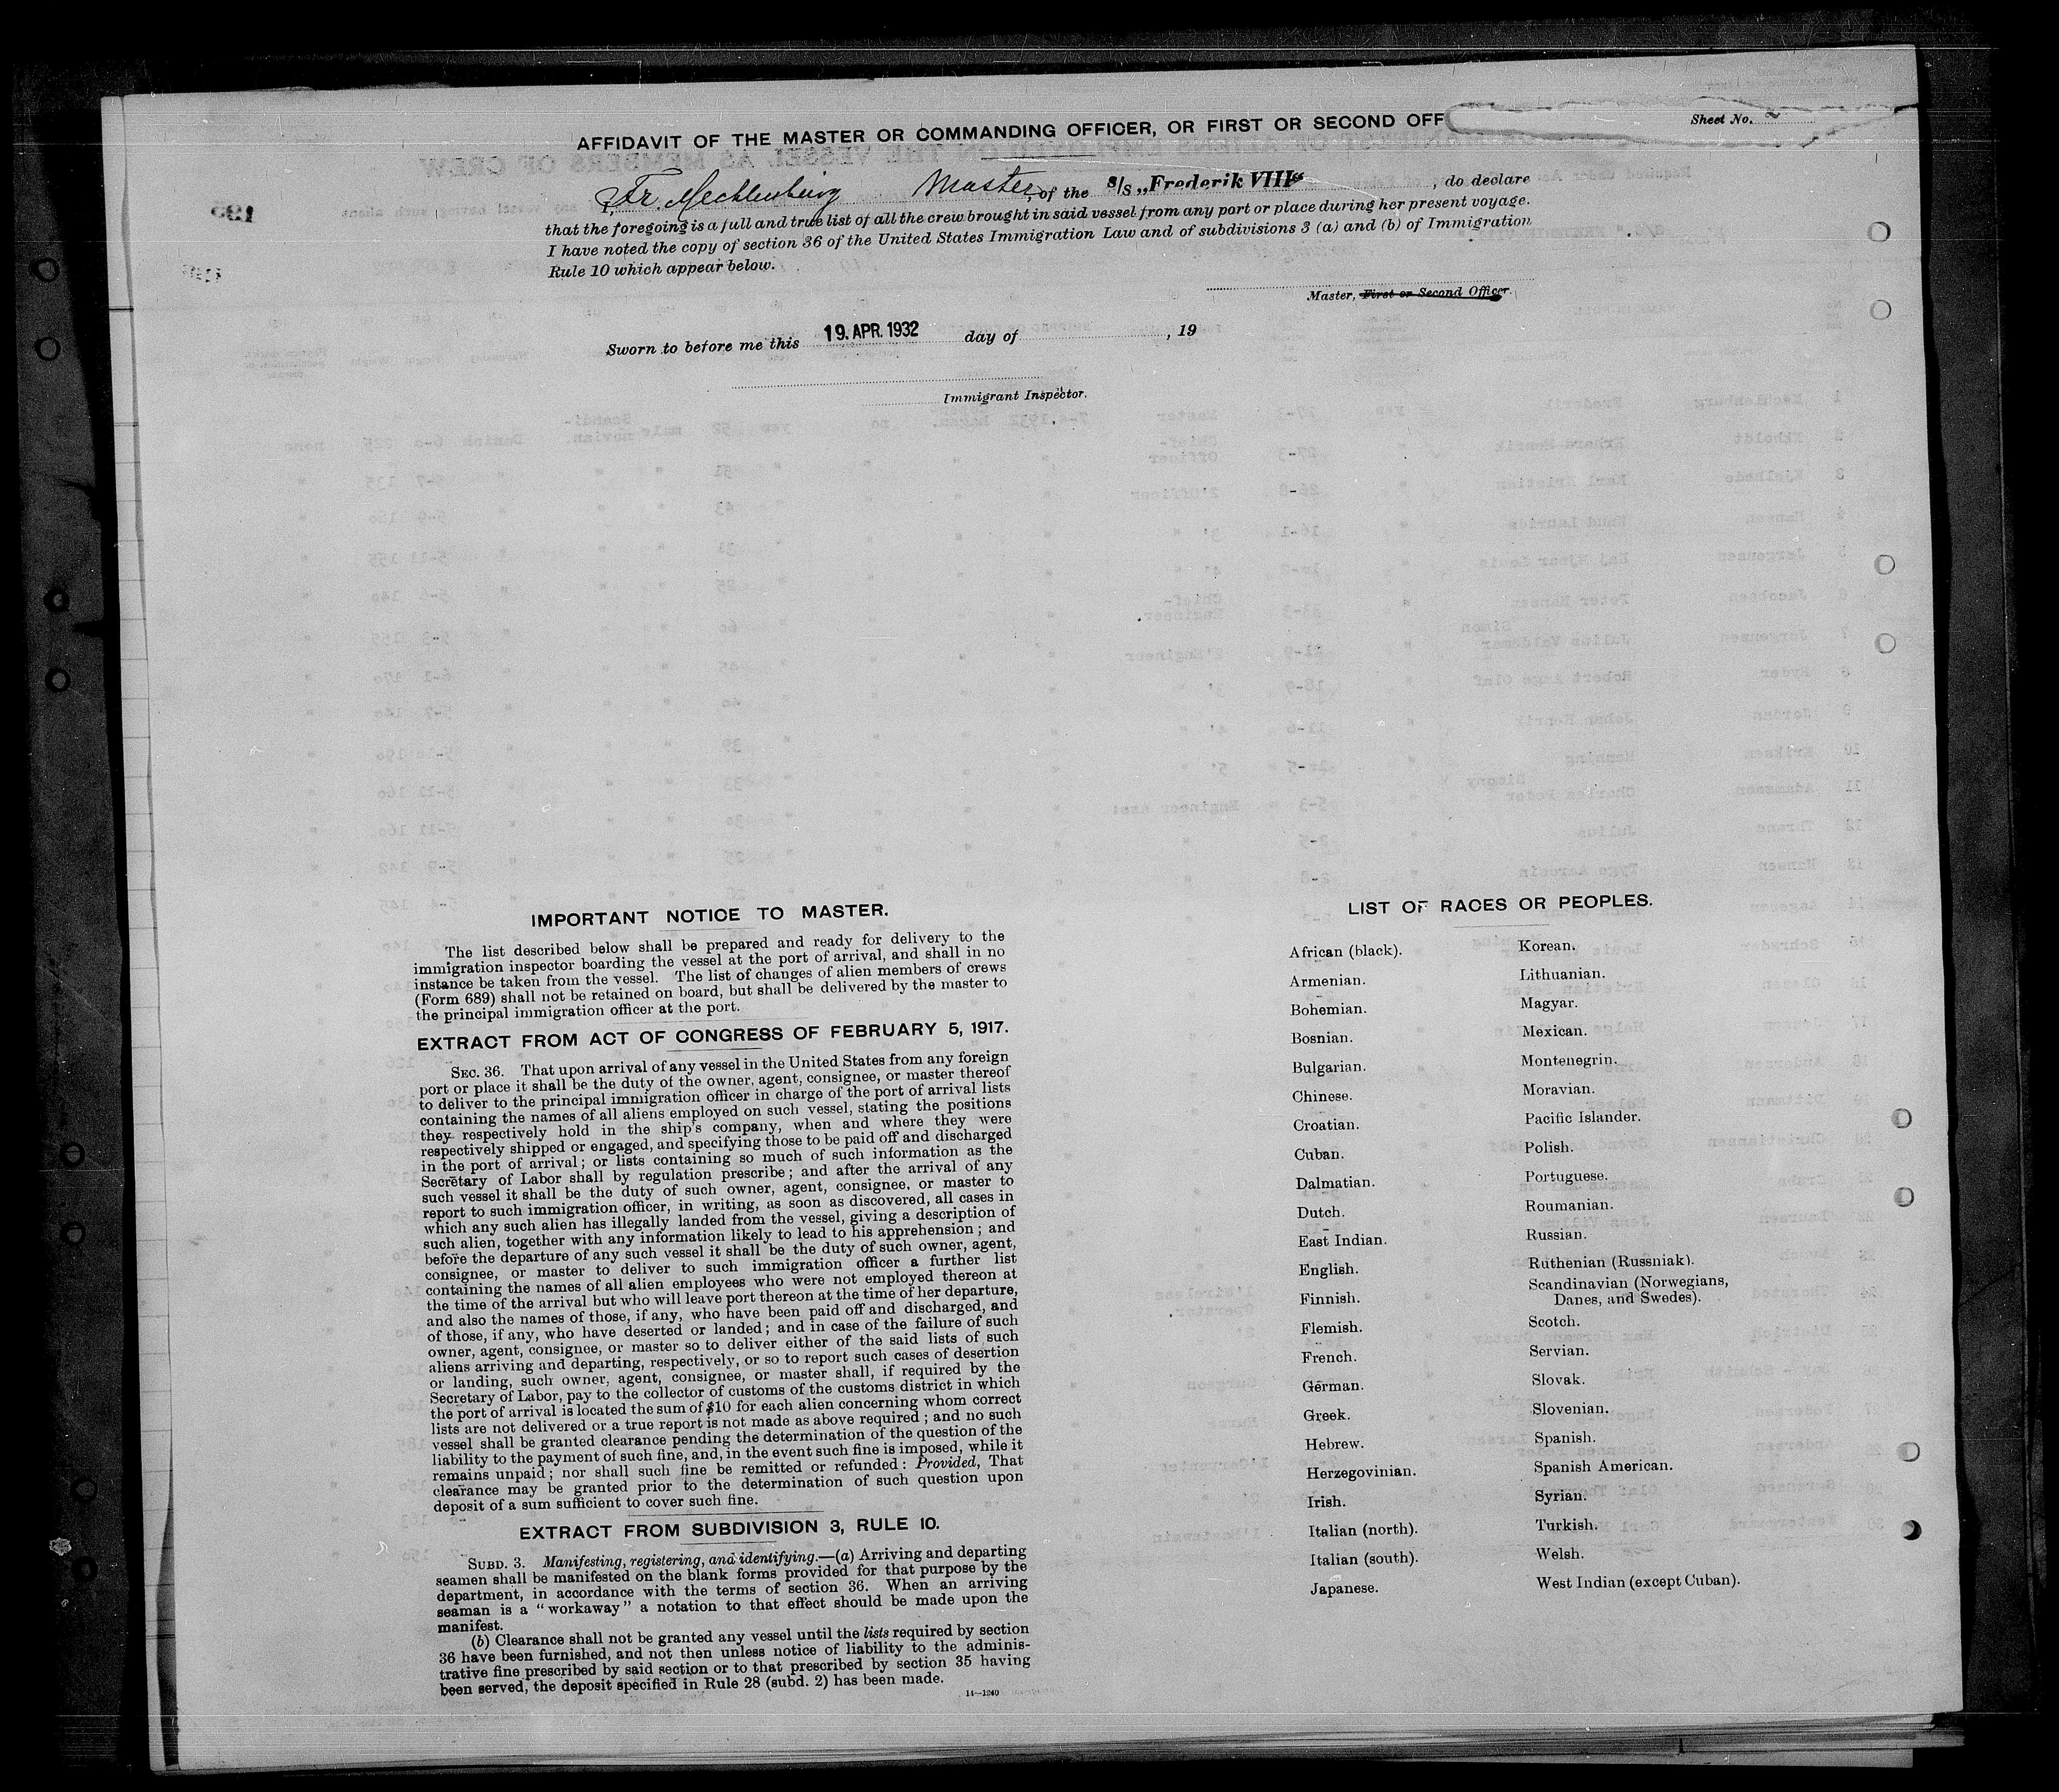 AFFIDAVIT OF THE MASTER OR COMMANDING OFFICER, OR FIRST OR SECOND OFF
Sheet No. 2
I, Fr. Mecklenburg Master, of the S/S „Frederik VIII“, do declare
that the foregoing is a full and true list of all the crew brought in said vessel from any port or place during her present voyage.
I have noted the copy of section 36 of the United States Immigration Law and of subdivisions 3 (a) and (b) of Immigration
Rule 10 which appear below.
Master, First or Second Officer.
Sworn to before me this 19. APR. 1932 day of , 19
Immigrant Inspector.
IMPORTANT NOTICE TO MASTER.
The list described below shall be prepared and ready for delivery to the
immigration inspector boarding the vessel at the port of arrival, and shall in no
instance be taken from the vessel. The list of changes of alien members of crews
(Form 689) shall not be retained on board, but shall be delivered by the master to
the principal immigration officer at the port.
EXTRACT FROM ACT OF CONGRESS OF FEBRUARY 5, 1917.
SEC. 36. That upon arrival of any vessel in the United States from any foreign
port or place it shall be the duty of the owner, agent, consignee, or master thereof
to deliver to the principal immigration officer in charge of the port of arrival lists
containing the names of all aliens employed on such vessel, stating the positions
they respectively hold in the ship's company, when and where they were
respectively shipped or engaged, and specifying those to be paid off and discharged
in the port of arrival; or lists containing so much of such information as the
Secretary of Labor shall by regulation prescribe; and after the arrival of any
such vessel it shall be the duty of such owner, agent, consignee, or master to
report to such immigration officer, in writing, as soon as discovered, all cases in
which any such alien has illegally landed from the vessel, giving a description of
such alien, together with any information likely to lead to his apprehension; and
before the departure of any such vessel it shall be the duty of such owner, agent,
consignee, or master to deliver to such immigration officer a further list
containing the names of all alien employees who were not employed thereon at
the time of the arrival but who will leave port thereon at the time of her departure,
and also the names of those, if any, who have been paid off and discharged, and
of those, if any, who have deserted or landed; and in case of the failure of such
owner, agent, consignee, or master so to deliver either of the said lists of such
aliens arriving and departing, respectively, or so to report such cases of desertion
or landing, such owner, agent, consignee, or master shall, if required by the
Secretary of Labor, pay to the collector of customs of the customs district in which
the port of arrival is located the sum of $10 for each alien concerning whom correct
lists are not delivered or a true report is not made as above required; and no such
vessel shall be granted clearance pending the determination of the question of the
liability to the payment of such fine, and, in the event such fine is imposed, while it
remains unpaid; nor shall such fine be remitted or refunded: Provided, That
clearance may be granted prior to the determination of such question upon
deposit of a sum sufficient to cover such fine.
EXTRACT FROM SUBDIVISION 3, RULE 10.
SUBD. 3. Manifesting, registering, and identifying.—(a) Arriving and departing
seamen shall be manifested on the blank forms provided for that purpose by the
department, in accordance with the terms of section 36. When an arriving
seaman is a "workaway" a notation to that effect should be made upon the
manifest.
(b) Clearance shall not be granted any vessel until the lists required by section
36 have been furnished, and not then unless notice of liability to the adminis-
trative fine prescribed by said section or to that prescribed by section 35 having
been served, the deposit specified in Rule 28 (subd. 2) has been made.
14—1240
LIST OF RACES OR PEOPLES.
African (black).
Armenian.
Bohemian.
Bosnian.
Bulgarian.
Chinese.
Croatian.
Cuban.
Dalmatian.
Dutch.
East Indian.
English.
Finnish.
Flemish.
French.
German.
Greek.
Hebrew.
Herzegovinian.
Irish.
Italian (north).
Italian (south).
Japanese.
Korean.
Lithuanian.
Magyar.
Mexican.
Montenegrin.
Moravian.
Pacific Islander.
Polish.
Portuguese.
Roumanian.
Russian.
Ruthenian (Russniak).
Scandinavian (Norwegians,
Danes, and Swedes).
Scotch.
Servian.
Slovak.
Slovenian.
Spanish.
Spanish American.
Syrian.
Turkish.
Welsh.
West Indian (except Cuban).